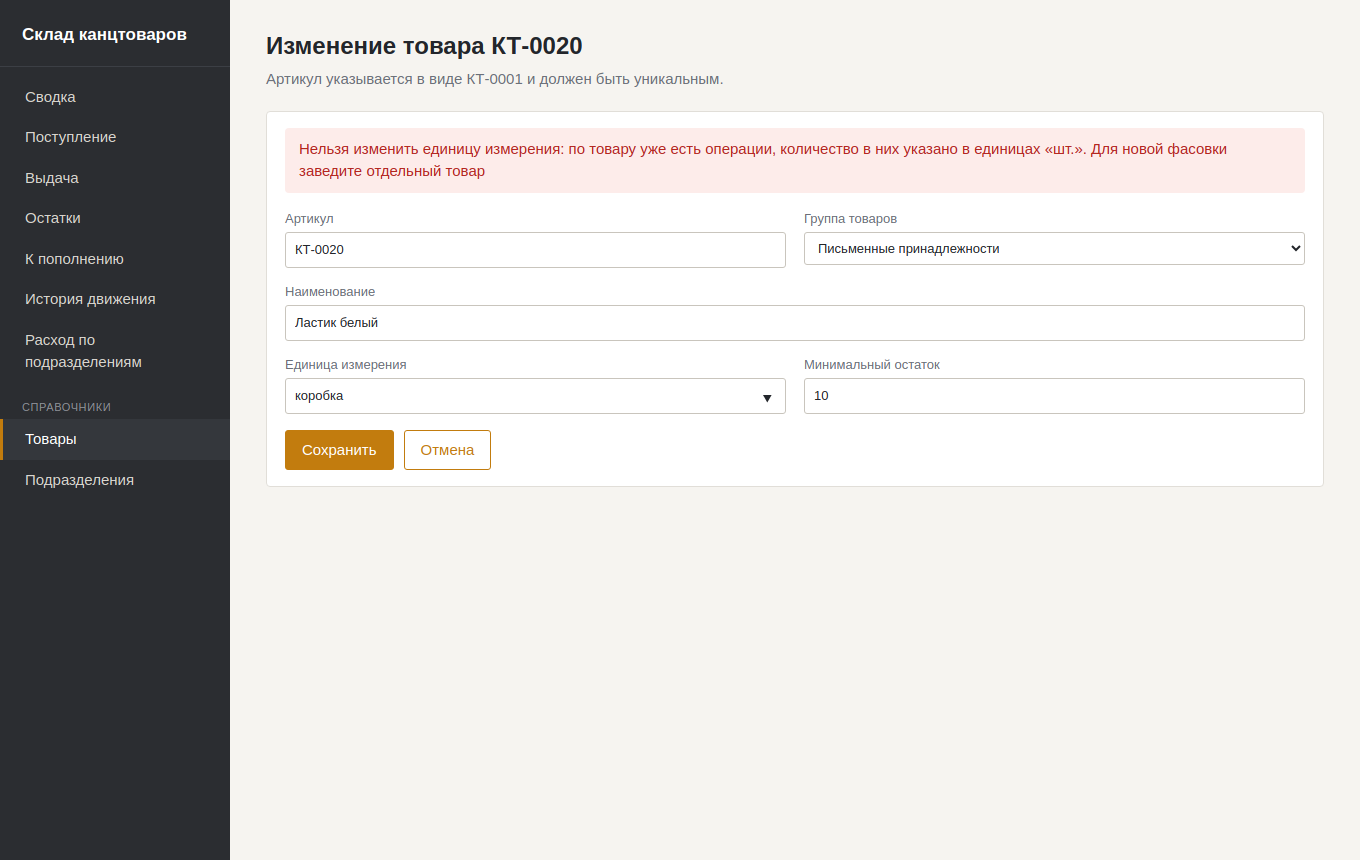 Склад канцтоваров
Сводка
Поступление
Выдача
Остатки
К пополнению
История движения
Расход по
подразделениям
СПРАВОЧНИКИ
Товары
Подразделения
Изменение товара КТ-0020
Артикул указывается в виде КТ-0001 и должен быть уникальным.
Нельзя изменить единицу измерения: по товару уже есть операции, количество в них указано в единицах «шт.». Для новой фасовки
заведите отдельный товар
Артикул
КТ-0020
Группа товаров
Письменные принадлежности
Наименование
Ластик белый
Единица измерения
коробка
Минимальный остаток
10
Сохранить
Отмена